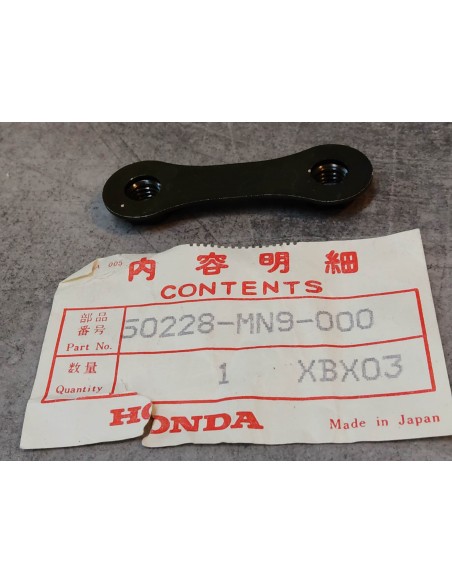 A 005
内容明細
CONTENTS
部品
番号
Part No.
50228-MN9-000
数量
Quantity
1 XBX03
HONDA
Made in Japan